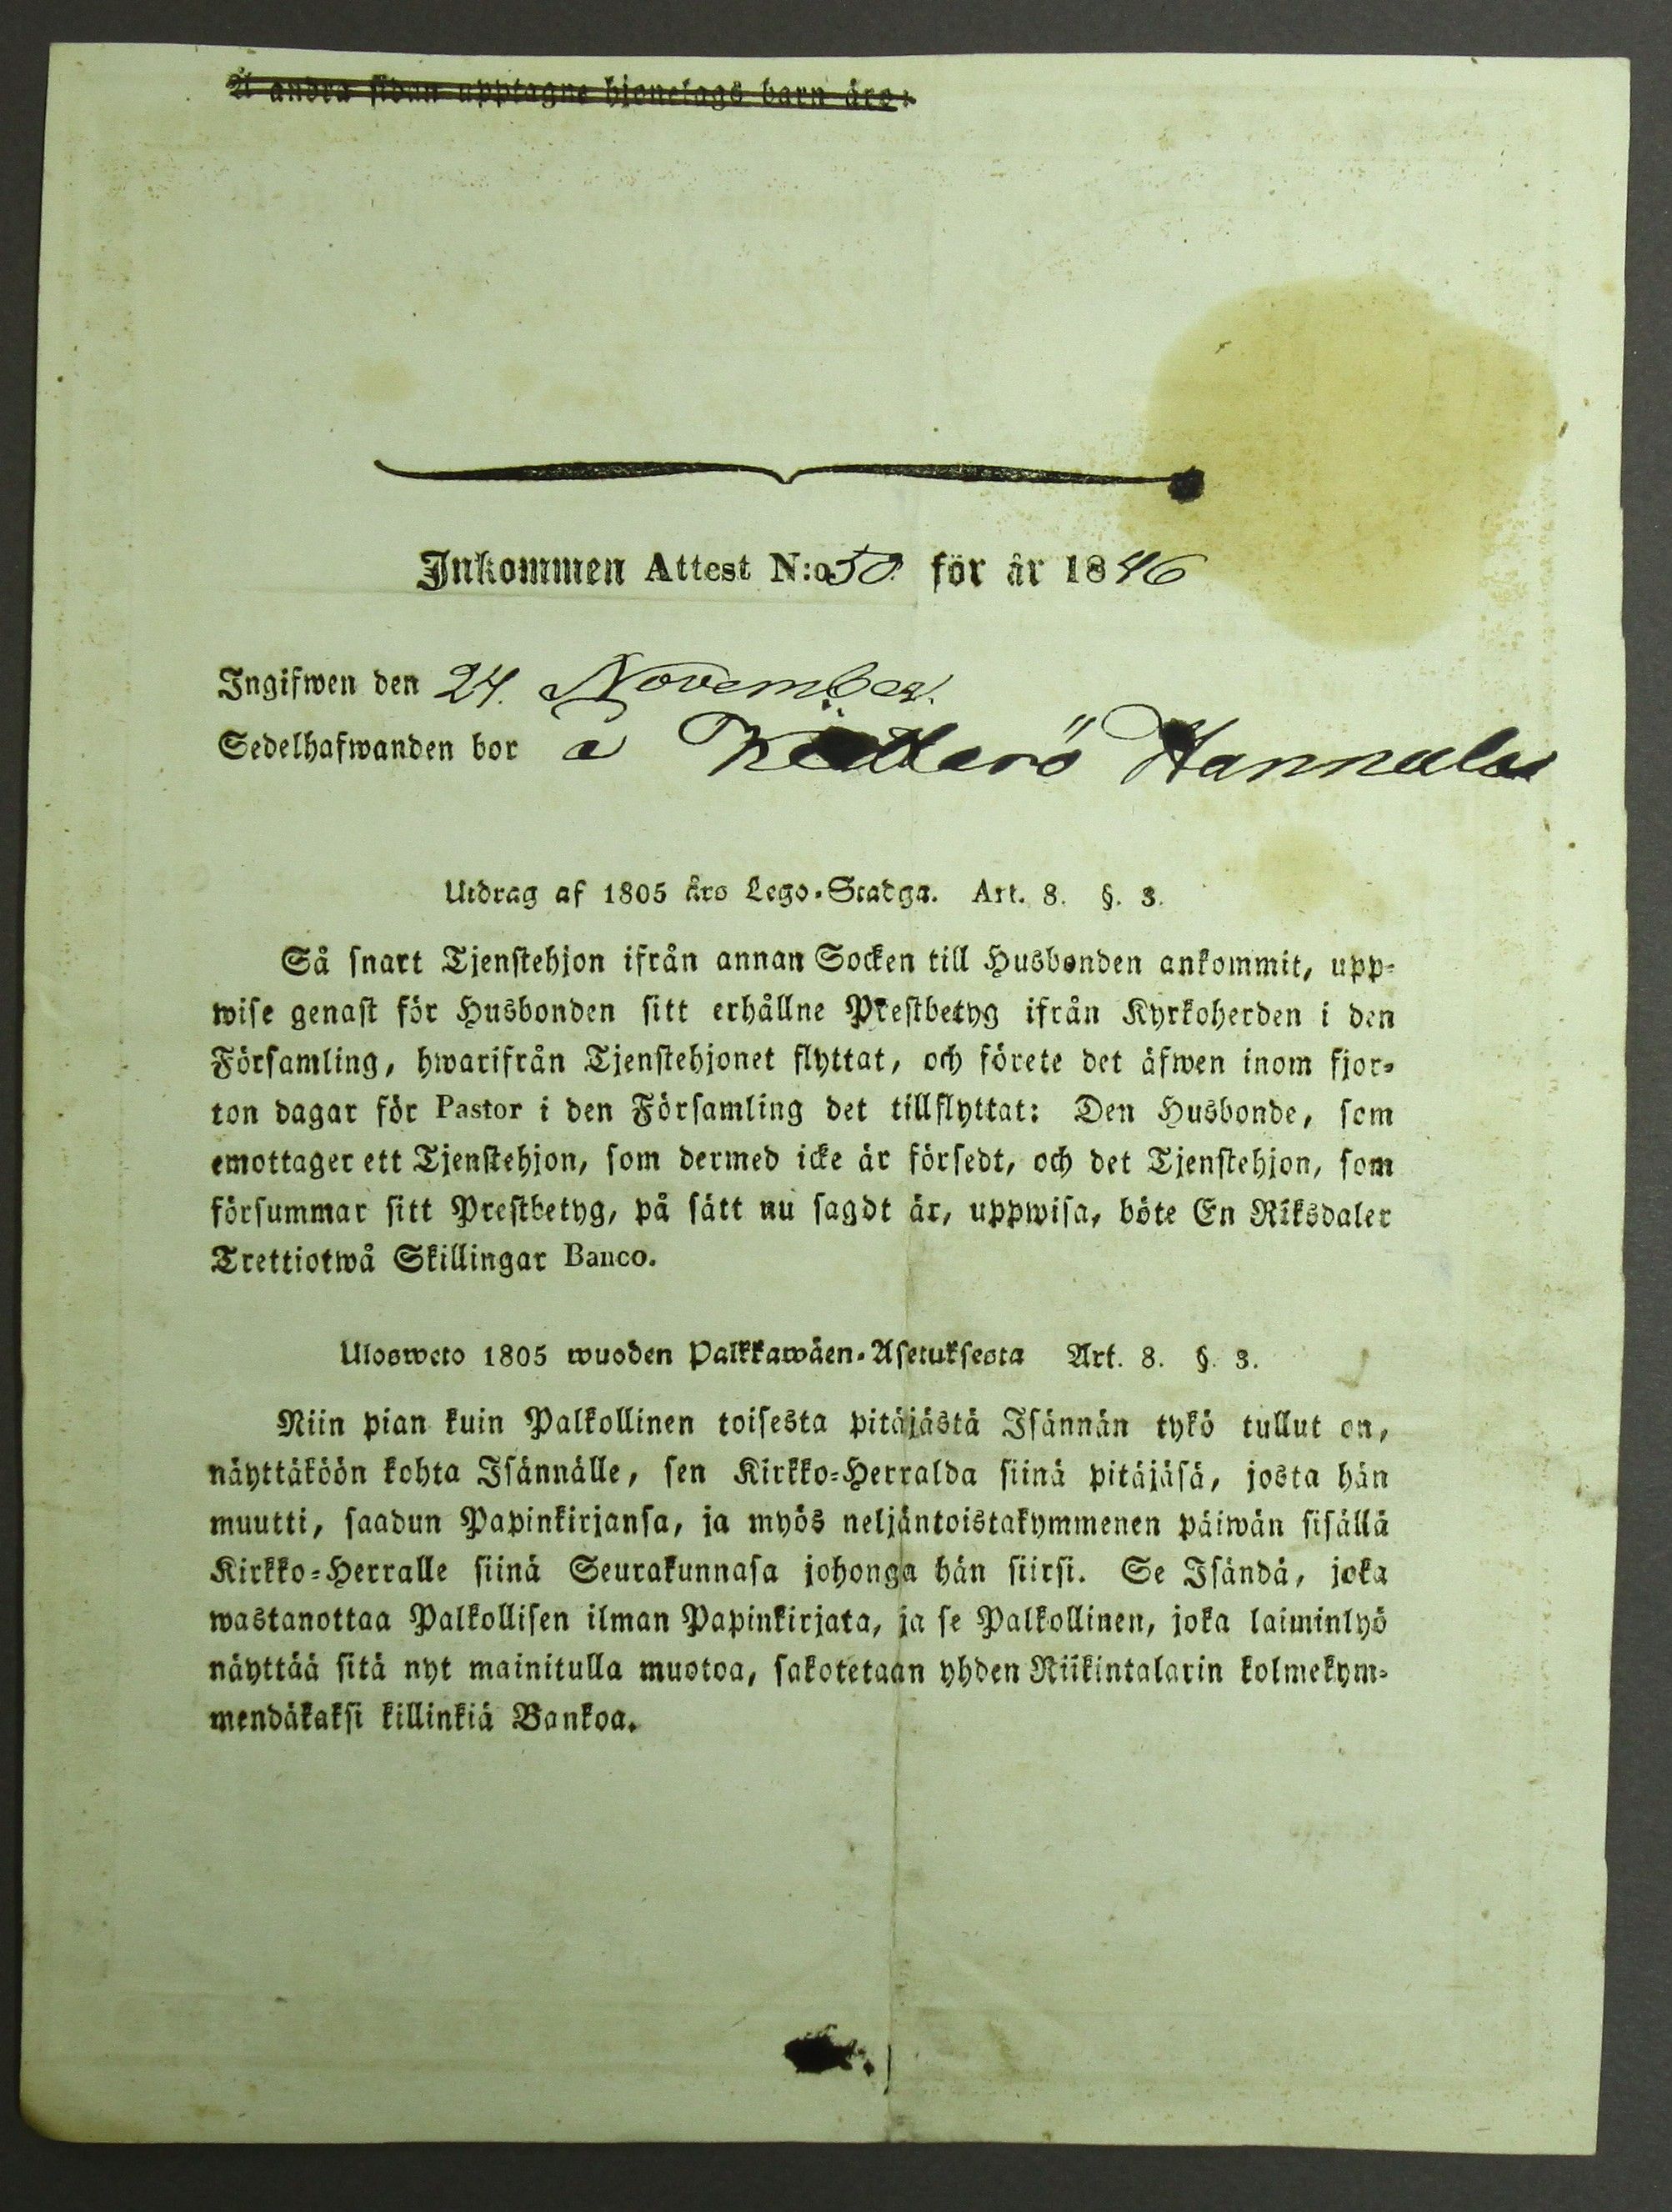 Å andra sidan upptagne hjonelags barn äro:
Inkommen Attest N:o 50. för år 1846
Ingifwen den 24. November.
Sedelhafwanden bor å Hannula
Utdrag af 1805 års Lego-Stadga. Art. 8. §. 3.
Så snart Tjenstehjon ifrån annan Socken till Husbonden ankommit, upp-
wise genast för Husbonden sitt erhållne Prestbetyg ifrån Kyrkoherden i den
Församling, hwarifrån Tjenstehjonet flyttat, och förete det äfwen inom fjor-
ton dagar för Pastor i den Församling det tillflyttat: Den Husbonde, som
emottager ett Tjenstehjon, som dermed icke är försedt, och det Tjenstehjon, som
försummar sitt Prestbetyg, på sätt nu sagdt är, uppwisa, böte En Riksdaler
Trettiotwå Skillingar Banco.
Ulosweto 1805 wuoden Palkkawäen-Asetuksesta Art. 8. §. 3.
Niin pian kuin Palkollinen toisesta pitäjästä Isännän tykö tullut on,
näyttäköön kohta Isännälle, sen Kirkko-Herralda siinä pitäjäsä, josta hän
muutti, saadun Papinkirjansa, ja myös neljäntoistakymmenen päiwän sisällä
Kirkko-Herralle siinä Seurakunnasa johonga hän siirsi. Se Isändä, joka
wastanottaa Palkollisen ilman Papinkirjata, ja se Palkollinen, joka laiminlyö
näyttää sitä nyt mainitulla muotoa, sakotetaan yhden Riikintalarin kolmekym-
mendäkaksi killinkiä Bankoa.